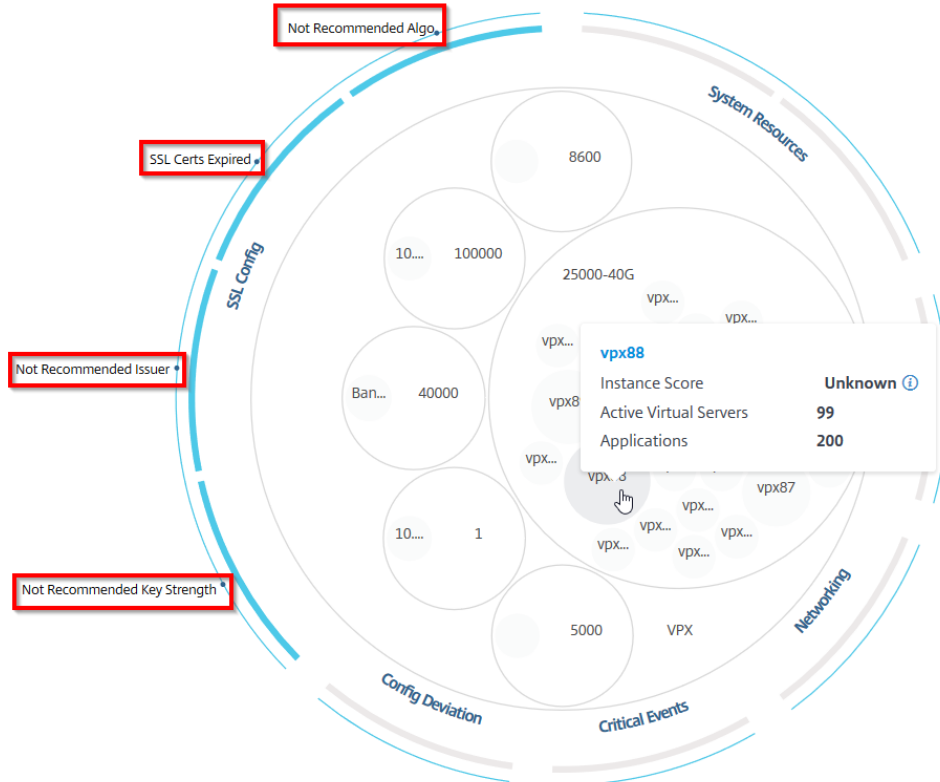 Not Recommended Algo
System Resources
SSL Certs Expired
8600
10.... 100000
SSL Config
25000-40G
vpx...
vpx...
vpx...
vpx88
Instance Score Unknown
Active Virtual Servers 99
Applications 200
Not Recommended Issuer
Ban... 40000
vpx8
vpx...
vpx
8
vpx87
vpx...
10.... 1
vpx...
vpx...
vpx...
vpx...
Not Recommended Key Strength
Networking
5000 VPX
Config Deviation
Critical Events